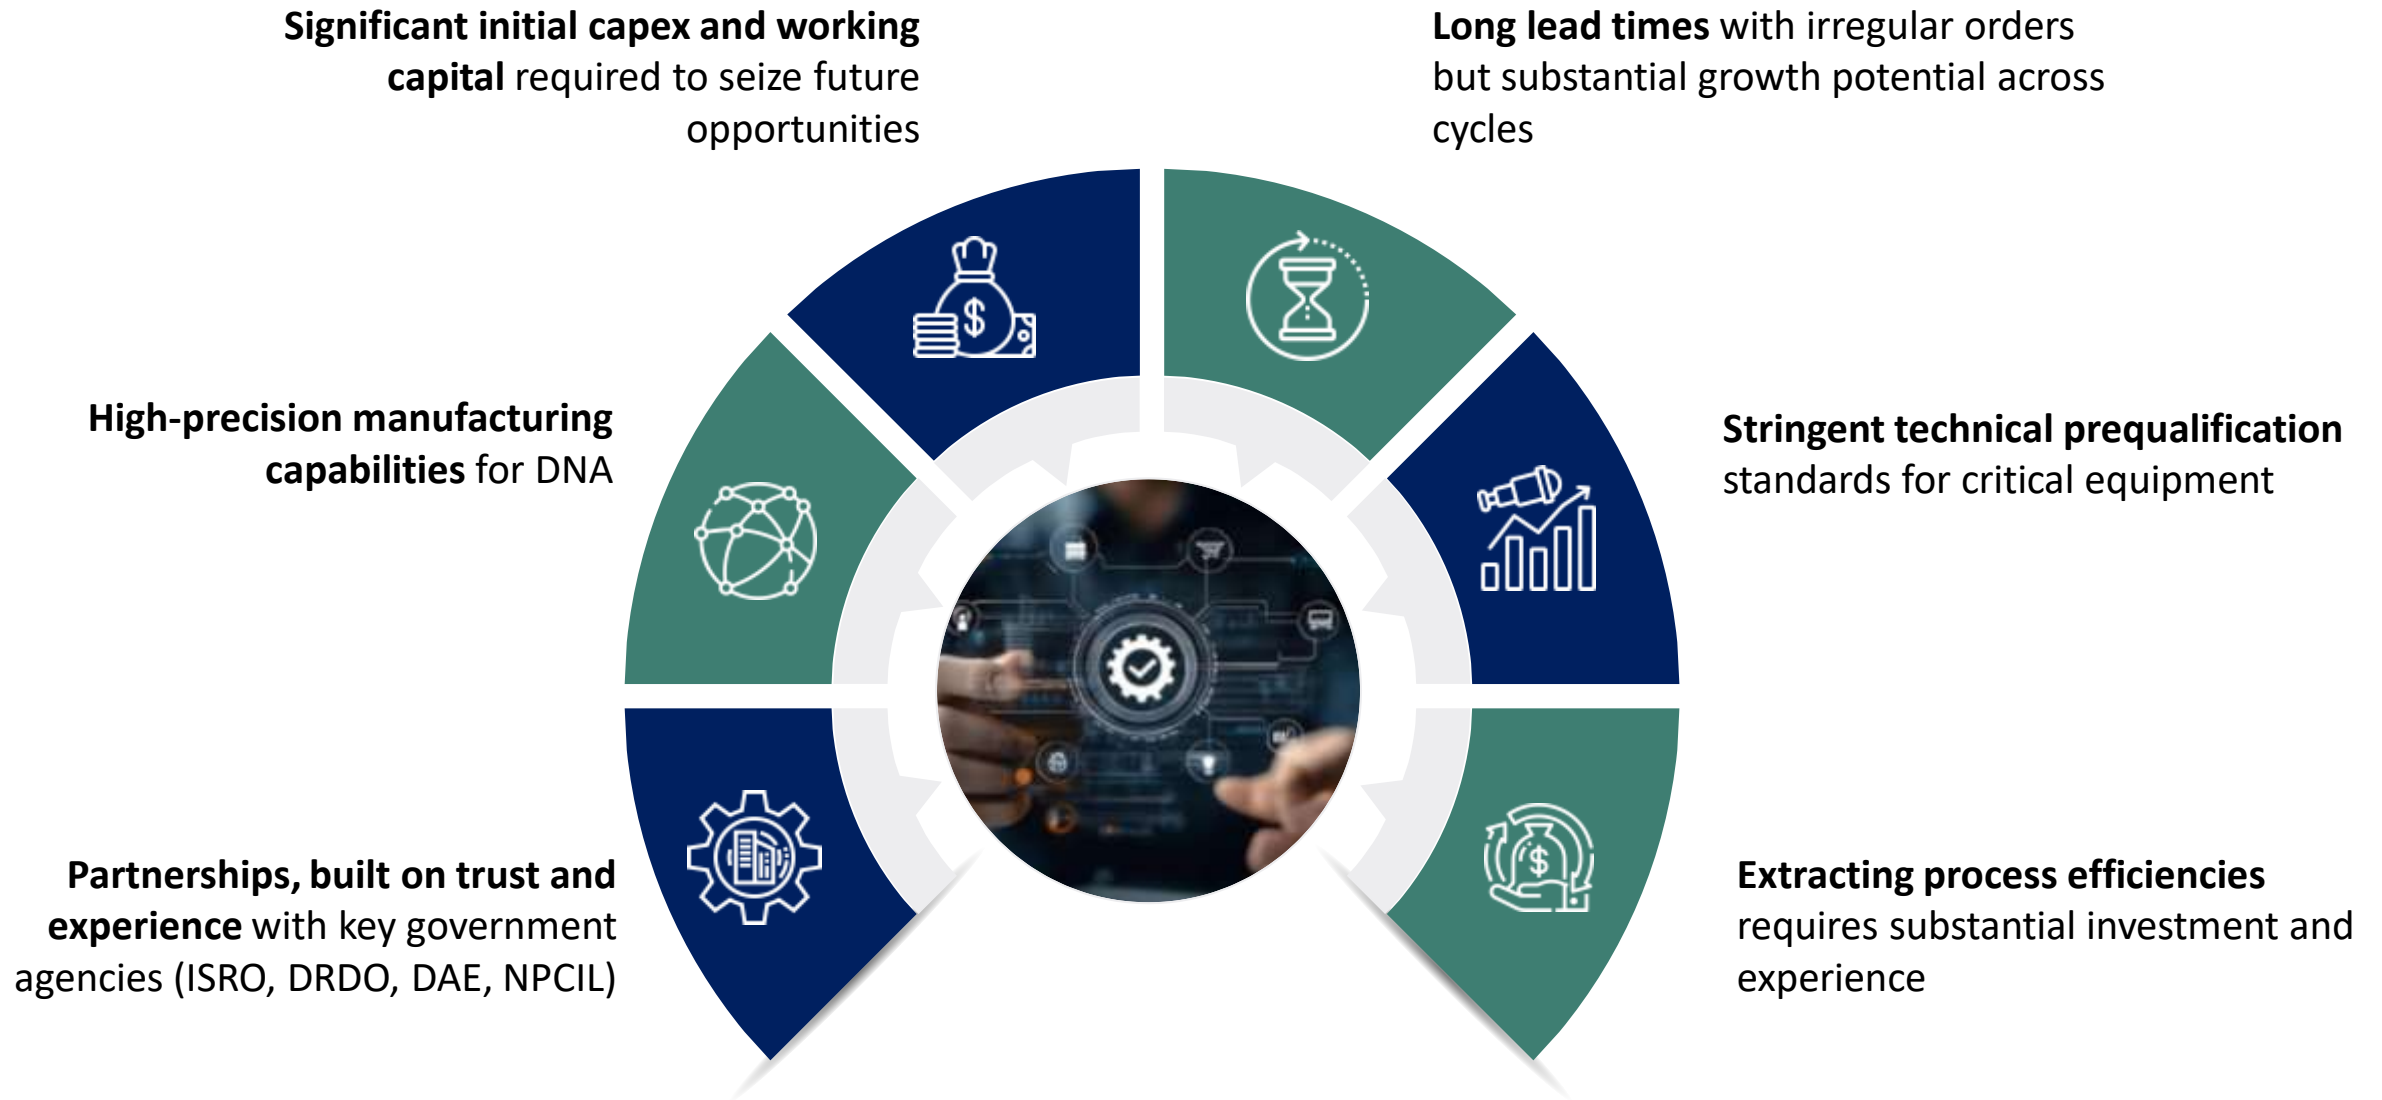 Significant initial capex and working
capital required to seize future
opportunities
Long lead times with irregular orders
but substantial growth potential across
cycles
High-precision manufacturing
capabilities for DNA
Stringent technical prequalification
standards for critical equipment
Partnerships, built on trust and
experience with key government
agencies (ISRO, DRDO, DAE, NPCIL)
Extracting process efficiencies
requires substantial investment and
experience
$
$